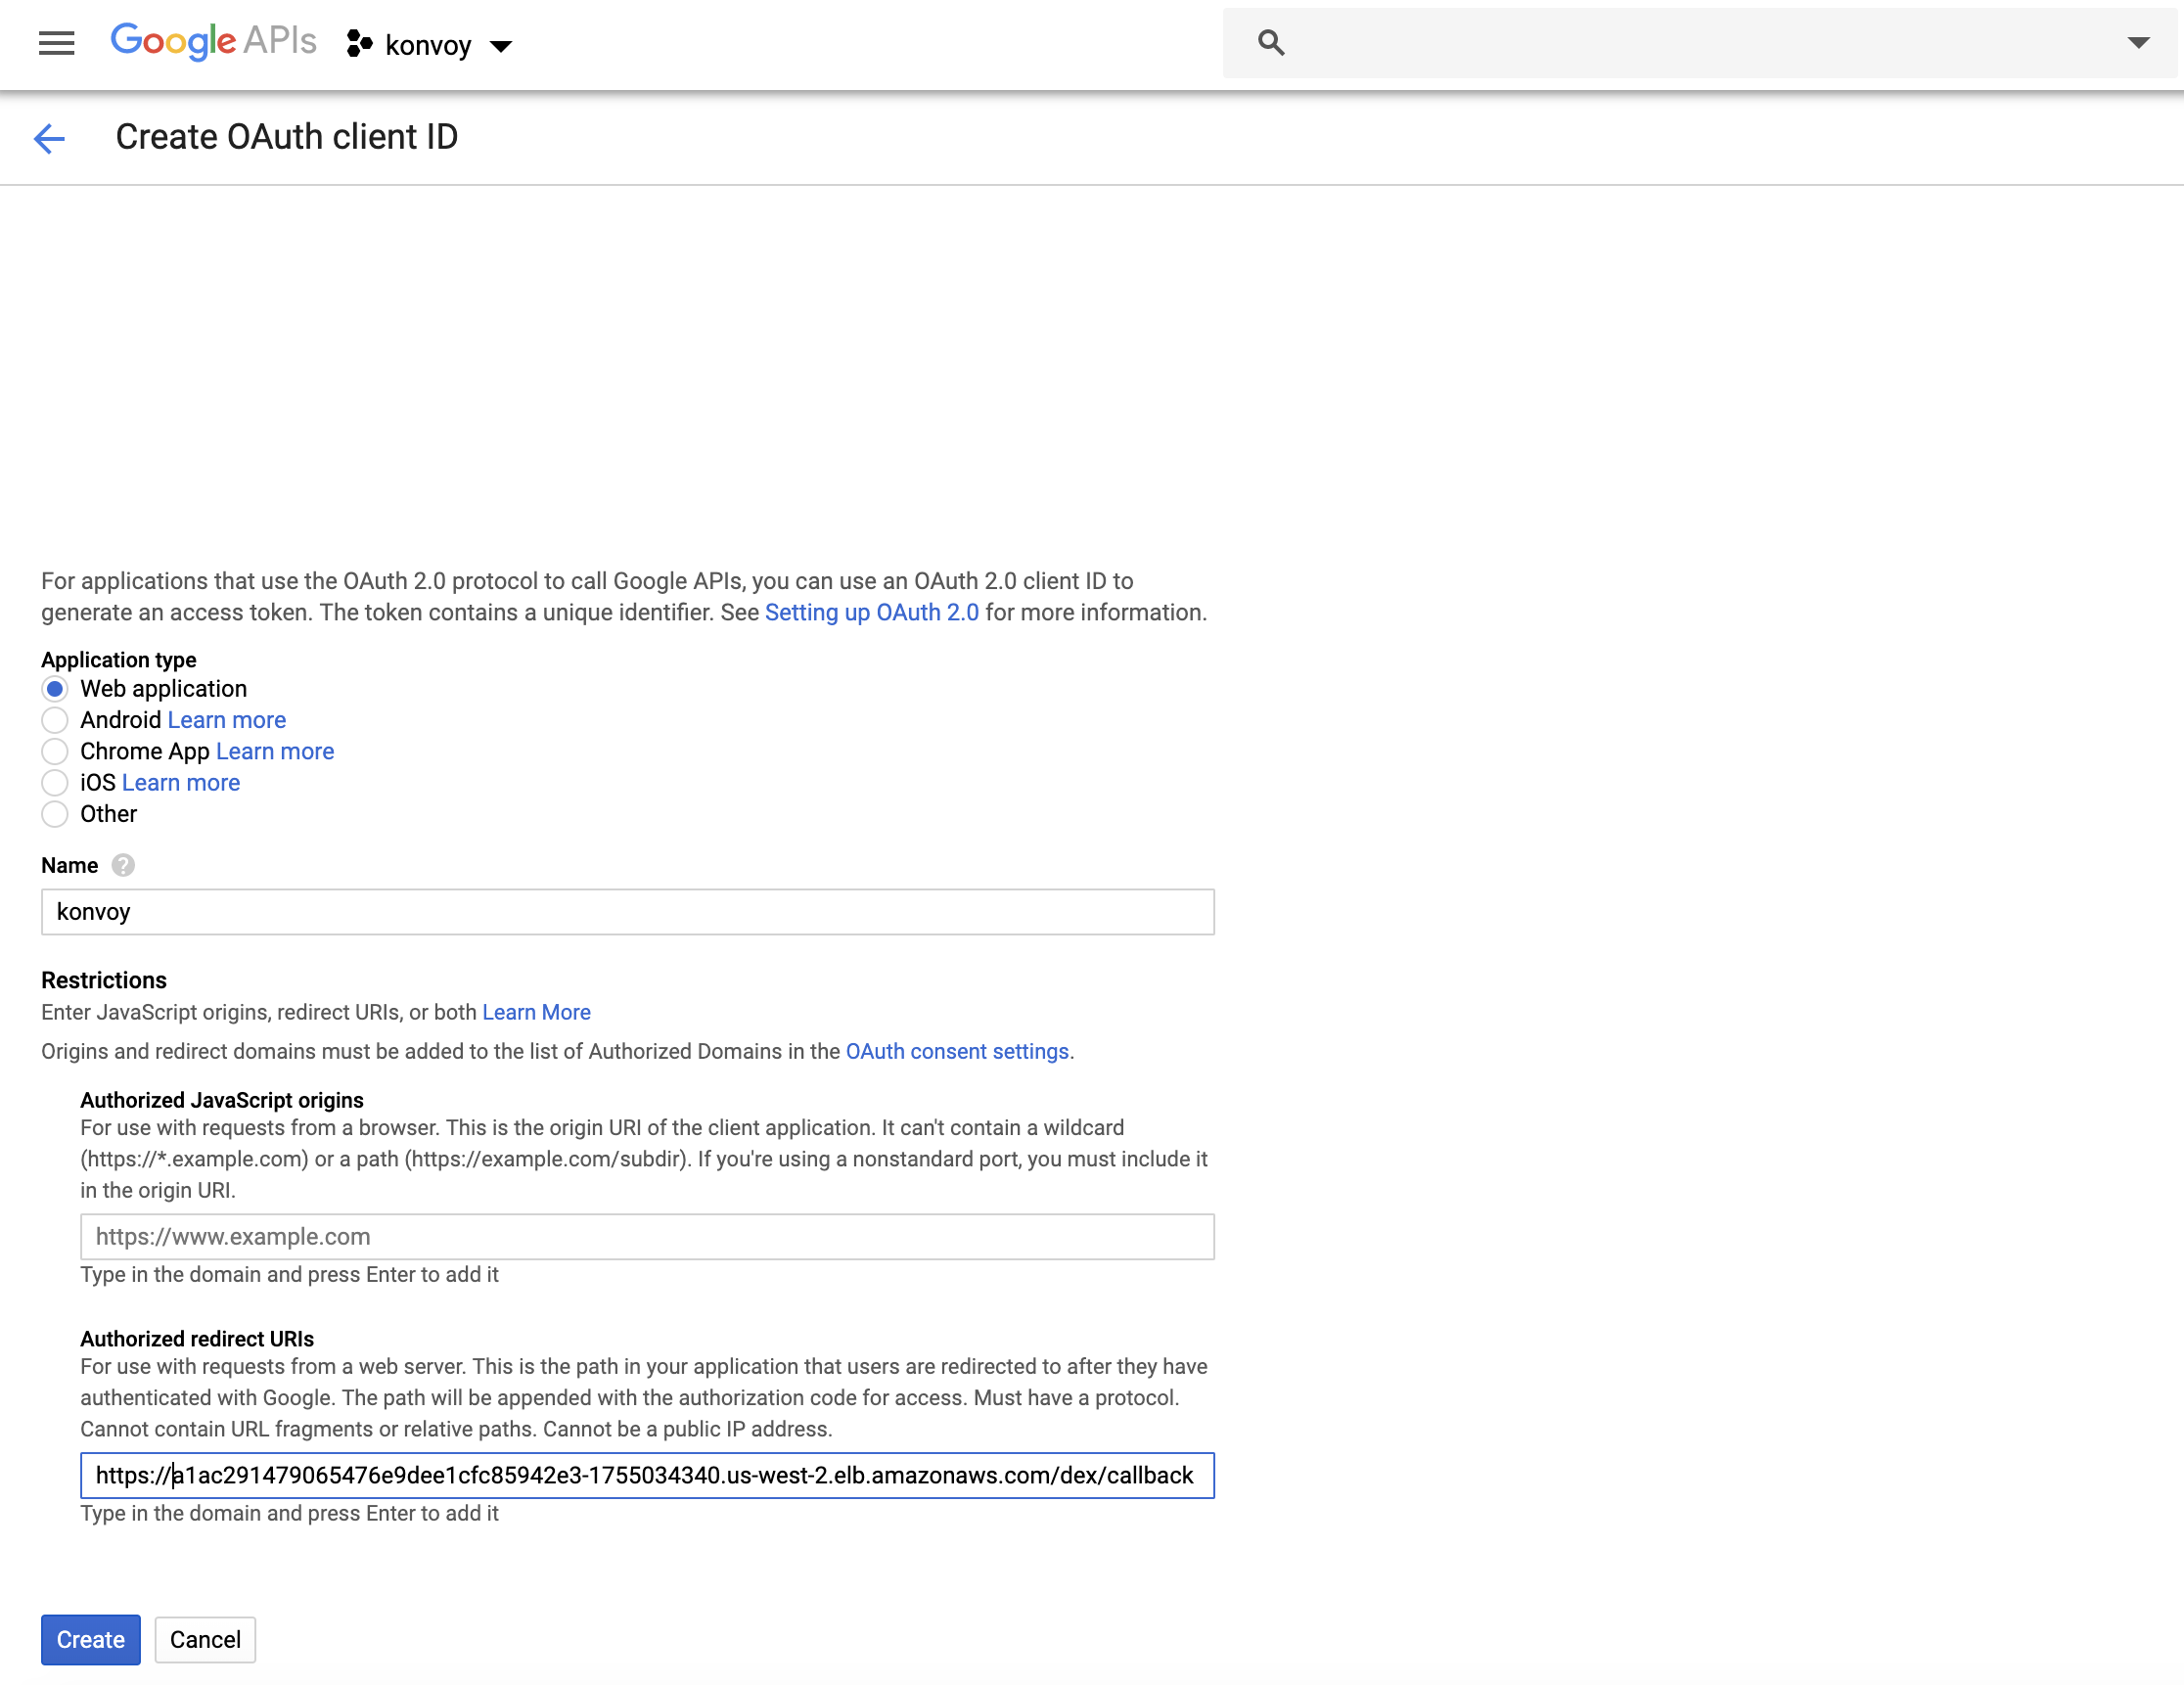 Google APIs konvoy
Create OAuth client ID
For applications that use the OAuth 2.0 protocol to call Google APIs, you can use an OAuth 2.0 client ID to
generate an access token. The token contains a unique identifier. See Setting up OAuth 2.0 for more information.
Application type
Web application
Android Learn more
Chrome App Learn more
iOS Learn more
Other
Name ?
konvoy
Restrictions
Enter JavaScript origins, redirect URIs, or both Learn More
Origins and redirect domains must be added to the list of Authorized Domains in the OAuth consent settings.
Authorized JavaScript origins
For use with requests from a browser. This is the origin URI of the client application. It can't contain a wildcard
(https://*.example.com) or a path (https://example.com/subdir). If you're using a nonstandard port, you must include it
in the origin URI.
https://www.example.com
Type in the domain and press Enter to add it
Authorized redirect URIs
For use with requests from a web server. This is the path in your application that users are redirected to after they have
authenticated with Google. The path will be appended with the authorization code for access. Must have a protocol.
Cannot contain URL fragments or relative paths. Cannot be a public IP address.
https://a1ac291479065476e9dee1cfc85942e3-1755034340.us-west-2.elb.amazonaws.com/dex/callback
Type in the domain and press Enter to add it
Create Cancel